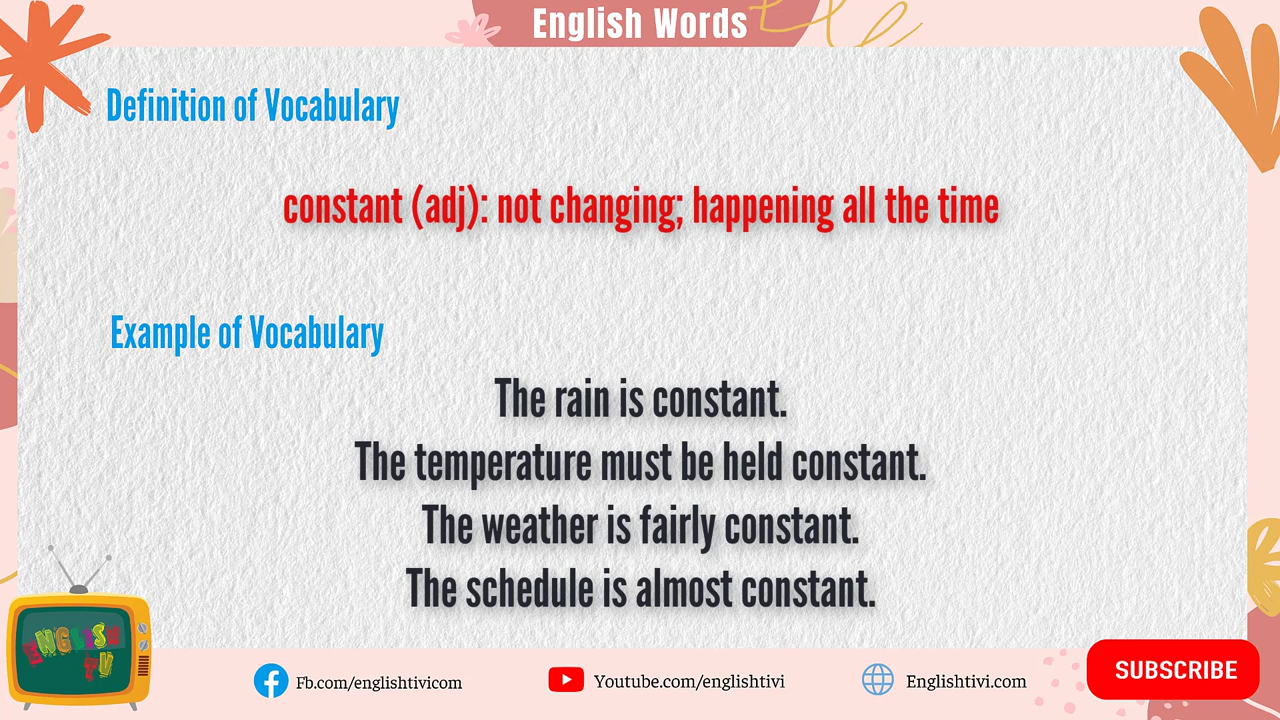 English Words
Definition of Vocabulary
constant (adj): not changing; happening all the time
Example of Vocabulary
The rain is constant.
The temperature must be held constant.
The weather is fairly constant.
The schedule is almost constant.
ENGLISH
TV
Fb.com/englishtivicom
Youtube.com/englishtivi
Englishtivi.com
SUBSCRIBE